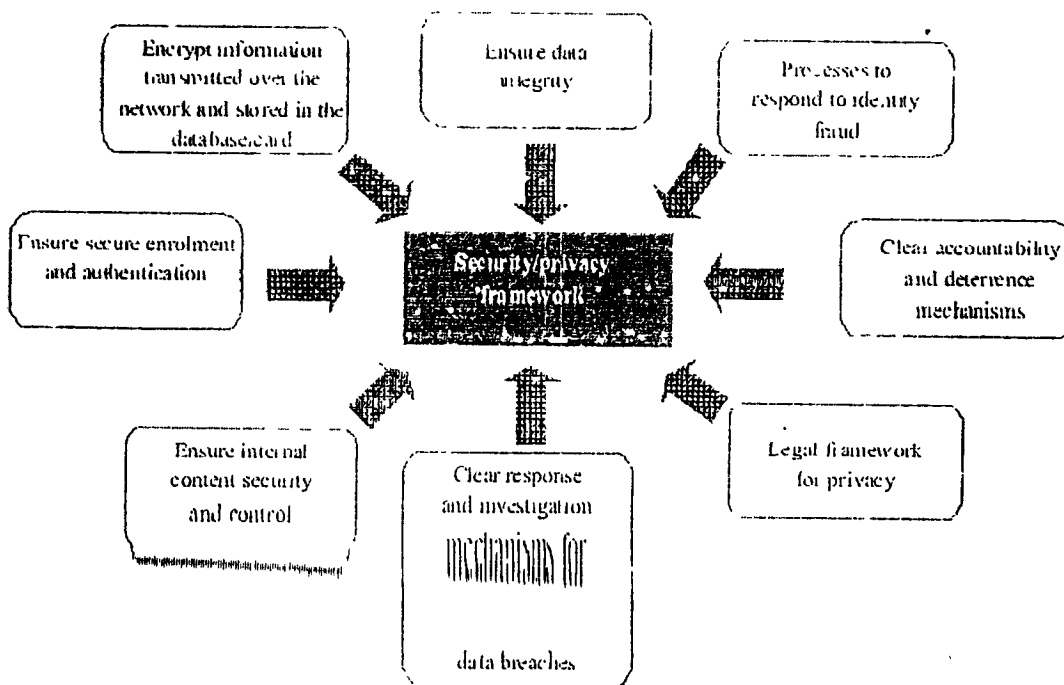 Encrypt information
transmitted over the
network and stored in the
database/card
Ensure data
integrity
Processes to
respond to identity
fraud
Ensure secure enrolment
and authentication
Security/privacy
framework
Clear accountability
and deterrence
mechanisms
Ensure internal
content security
and control
Clear response
and investigation
mechanisms for
data breaches
Legal framework
for privacy